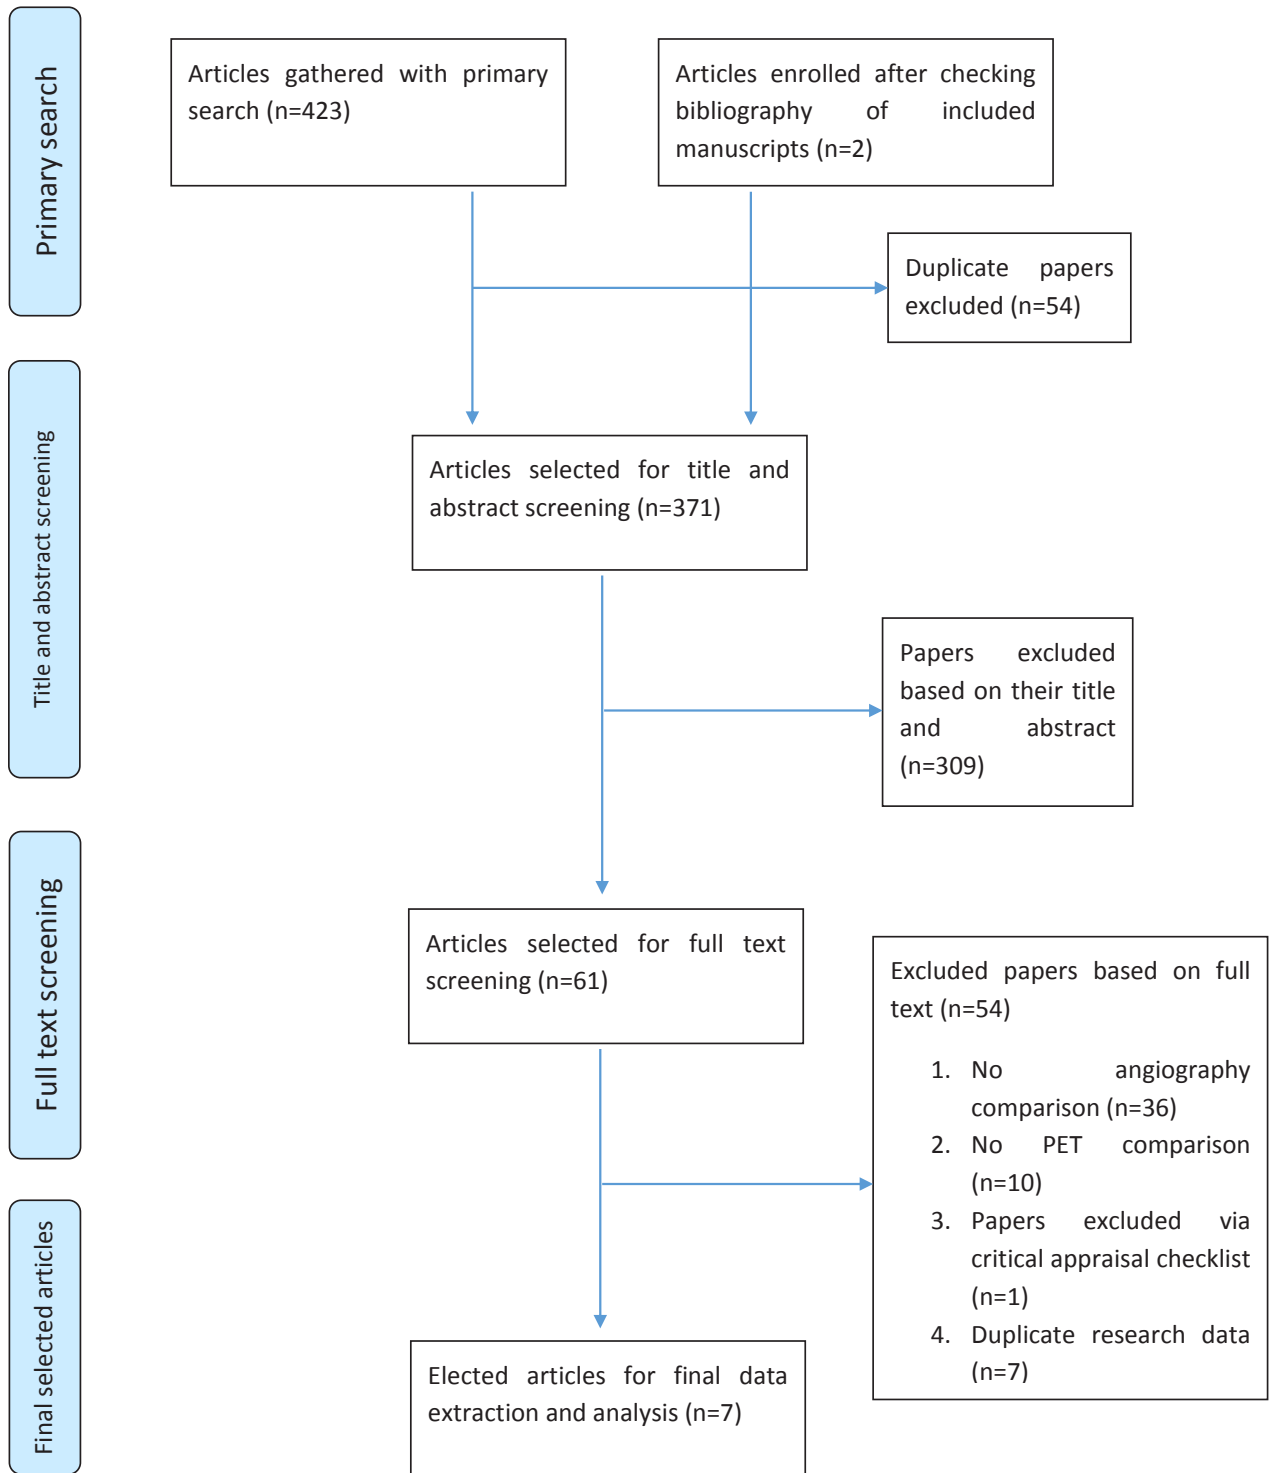 Primary search
Articles gathered with primary
search (n=423)
Articles enrolled after checking
bibliography of included
manuscripts (n=2)
Duplicate papers
excluded (n=54)
Title and abstract screening
Articles selected for title and
abstract screening (n=371)
Papers excluded
based on their title
and abstract
(n=309)
Full text screening
Articles selected for full text
screening (n=61)
Excluded papers based on full
text (n=54)
1. No angiography
comparison (n=36)
2. No PET comparison
(n=10)
3. Papers excluded via
critical appraisal checklist
(n=1)
4. Duplicate research data
(n=7)
Final selected articles
Elected articles for final data
extraction and analysis (n=7)